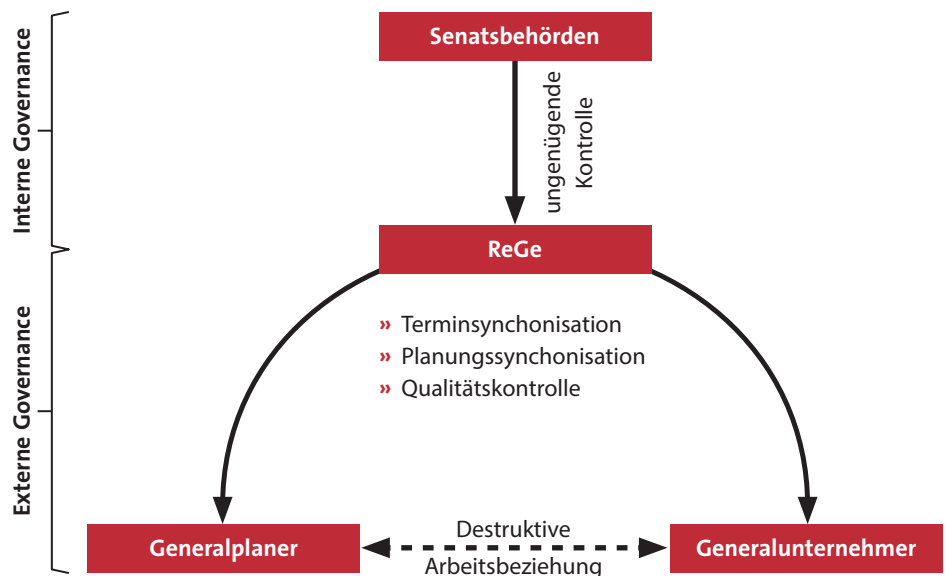 Senatsbehörden
Interne Governance
ungenügende
Kontrolle
ReGe
» Terminsynchonisation
» Planungssynchonisation
» Qualitätskontrolle
Externe Governance
Generalplaner
Destruktive
Arbeitsbeziehung
Generalunternehmer